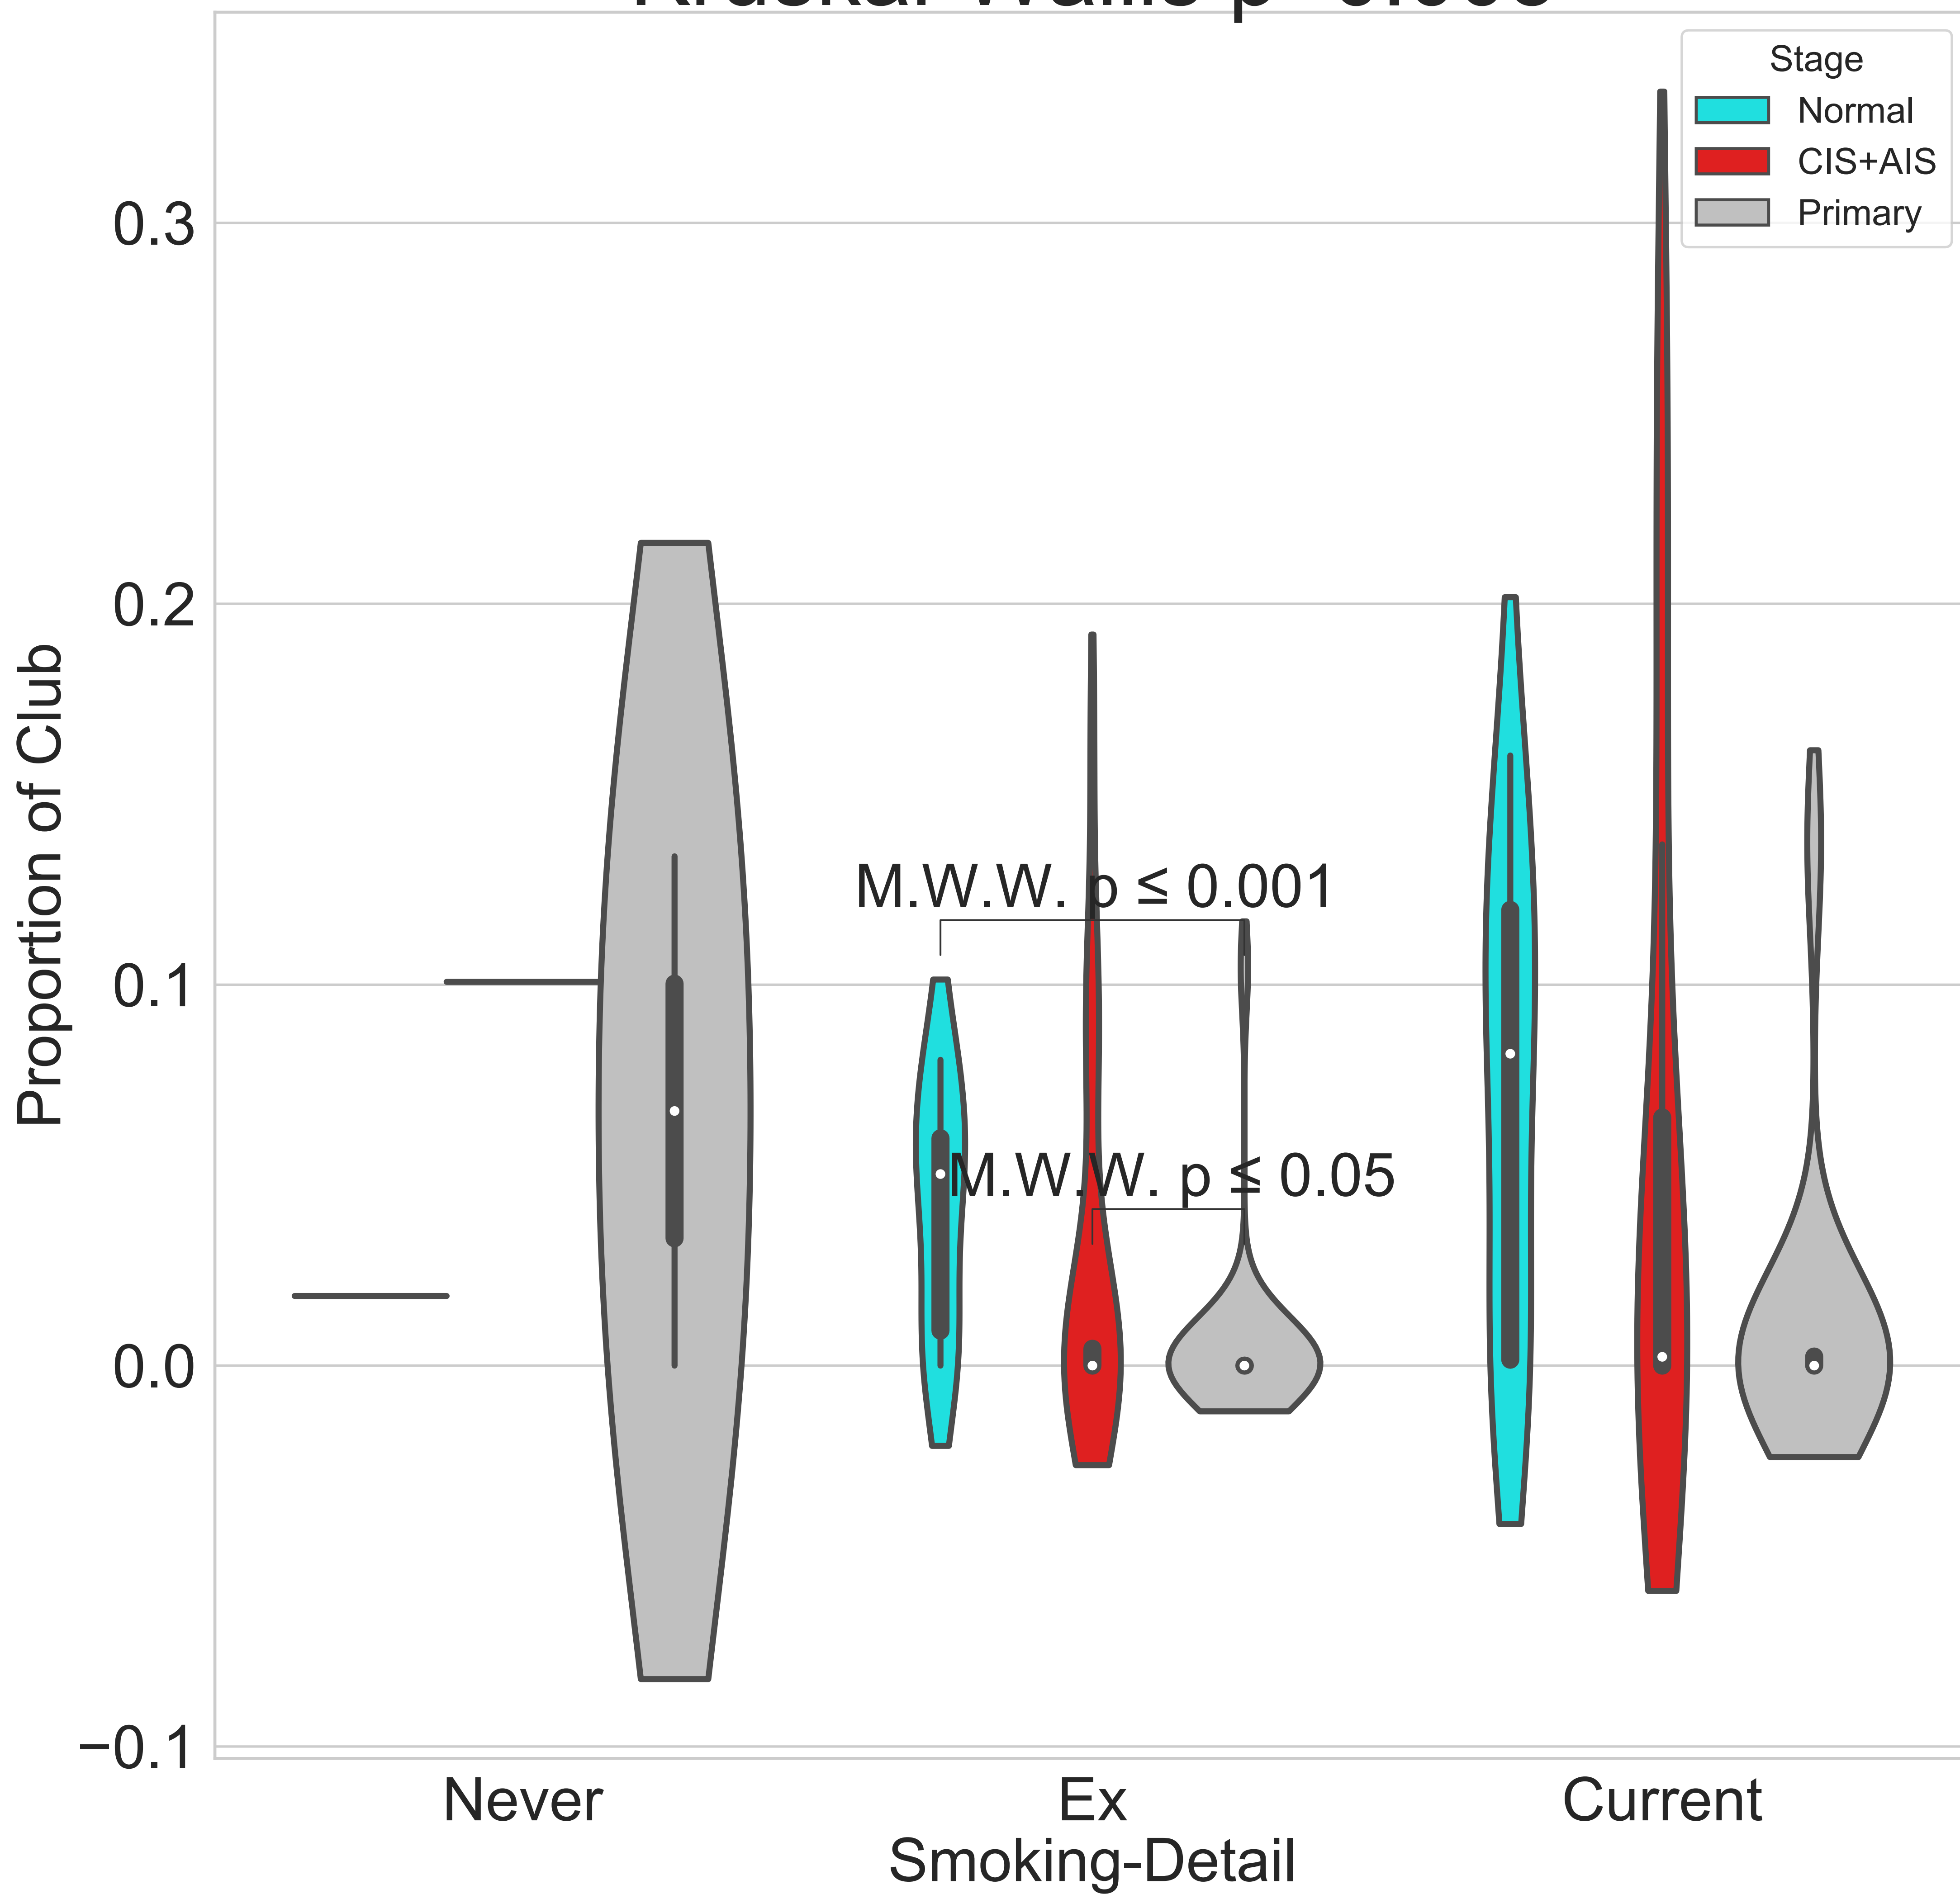 Stage
Normal
CIS+AIS
Primary
0.3
0.2
0.1
0.0
−0.1
Proportion of Club
M.W.W. p ≤ 0.001
M.W.W. p ≤ 0.05
Never
Ex
Current
Smoking-Detail